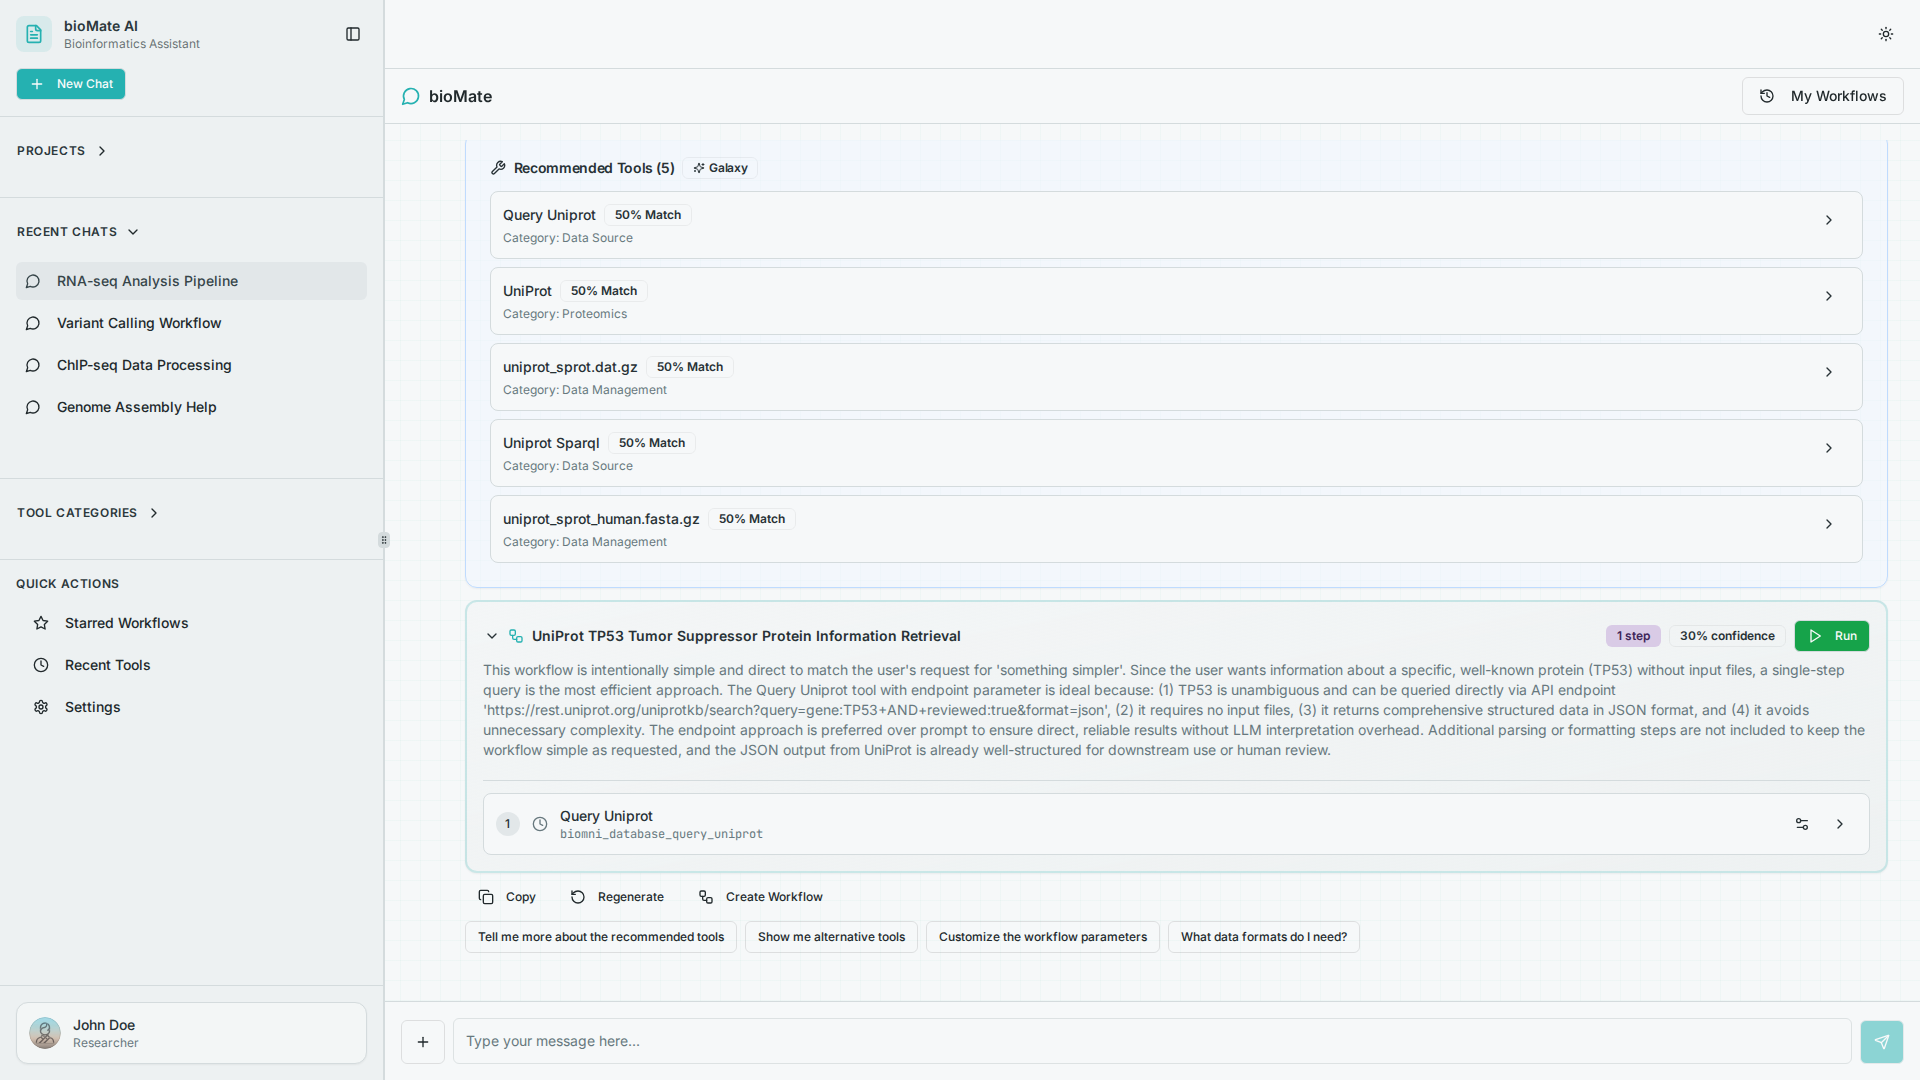 bioMate AI
Bioinformatics Assistant
New Chat
PROJECTS
RECENT CHATS
RNA-seq Analysis Pipeline
Variant Calling Workflow
ChIP-seq Data Processing
Genome Assembly Help
TOOL CATEGORIES
QUICK ACTIONS
Starred Workflows
Recent Tools
Settings
John Doe
Researcher
bioMate
My Workflows
Recommended Tools (5) Galaxy
Query Uniprot 50% Match
Category: Data Source
UniProt 50% Match
Category: Proteomics
uniprot_sprot.dat.gz 50% Match
Category: Data Management
Uniprot Sparql 50% Match
Category: Data Source
uniprot_sprot_human.fasta.gz 50% Match
Category: Data Management
UniProt TP53 Tumor Suppressor Protein Information Retrieval 1 step 30% confidence Run
This workflow is intentionally simple and direct to match the user's request for 'something simpler'. Since the user wants information about a specific, well-known protein (TP53) without input files, a single-step
query is the most efficient approach. The Query Uniprot tool with endpoint parameter is ideal because: (1) TP53 is unambiguous and can be queried directly via API endpoint
'https://rest.uniprot.org/uniprotkb/search?query=gene:TP53+AND+reviewed:true&format=json', (2) it requires no input files, (3) it returns comprehensive structured data in JSON format, and (4) it avoids
unnecessary complexity. The endpoint approach is preferred over prompt to ensure direct, reliable results without LLM interpretation overhead. Additional parsing or formatting steps are not included to keep the
workflow simple as requested, and the JSON output from UniProt is already well-structured for downstream use or human review.
1 Query Uniprot
biomni_database_query_uniprot
Copy Regenerate Create Workflow
Tell me more about the recommended tools Show me alternative tools Customize the workflow parameters What data formats do I need?
Type your message here...